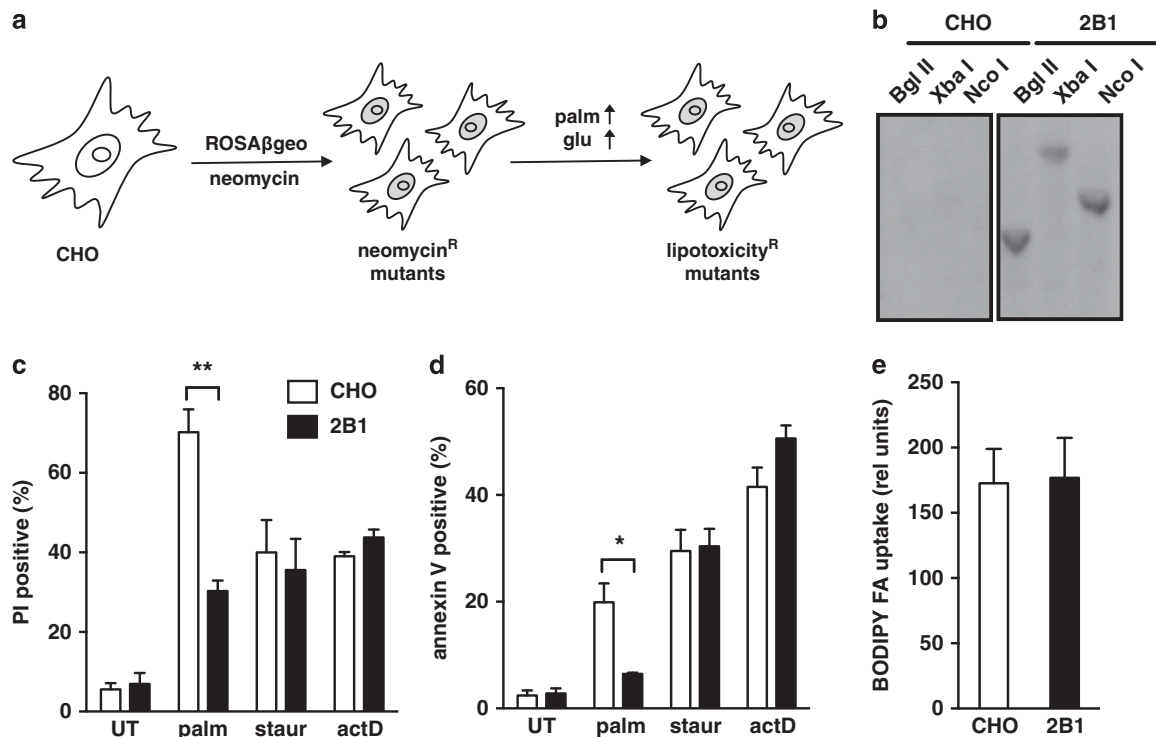 a
CHO
ROSAβgeo
neomycin
neomycinR
mutants
palm ↑
glu ↑
lipotoxicityR
mutants
b
CHO 2B1
Bgl II Xba I Nco I Bgl II Xba I Nco I
c
PI positive (%)
80
60
40
20
0
**
CHO
2B1
UT palm staur actD
d
annexin V positive (%)
60
40
20
0
*
UT palm staur actD
e
BODIPY FA uptake (rel units)
250
200
150
100
50
0
CHO 2B1